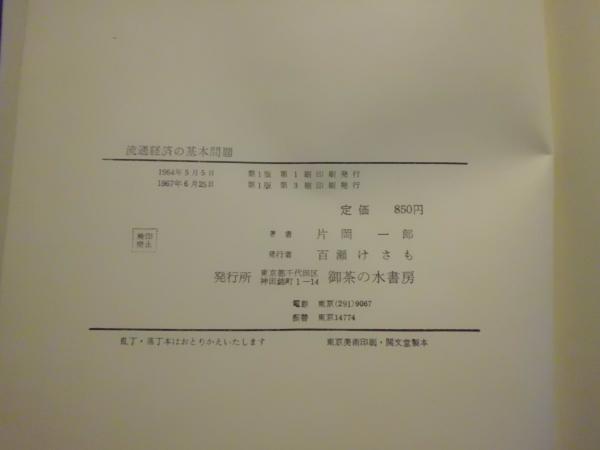 流通経済の基本問題
1964年5月5日 第1版 第1刷印刷発行
1967年6月25日 第1版 第3刷印刷発行
定価 850円
検印
廃止
著者 片岡一郎
発行者 百瀬けさも
発行所 東京都千代田区
神田錦町1-14 御茶の水書房
電話 東京(291)9067
振替 東京14774
乱丁・落丁本はおとりかえいたします
東京美術印刷・閲文堂製本